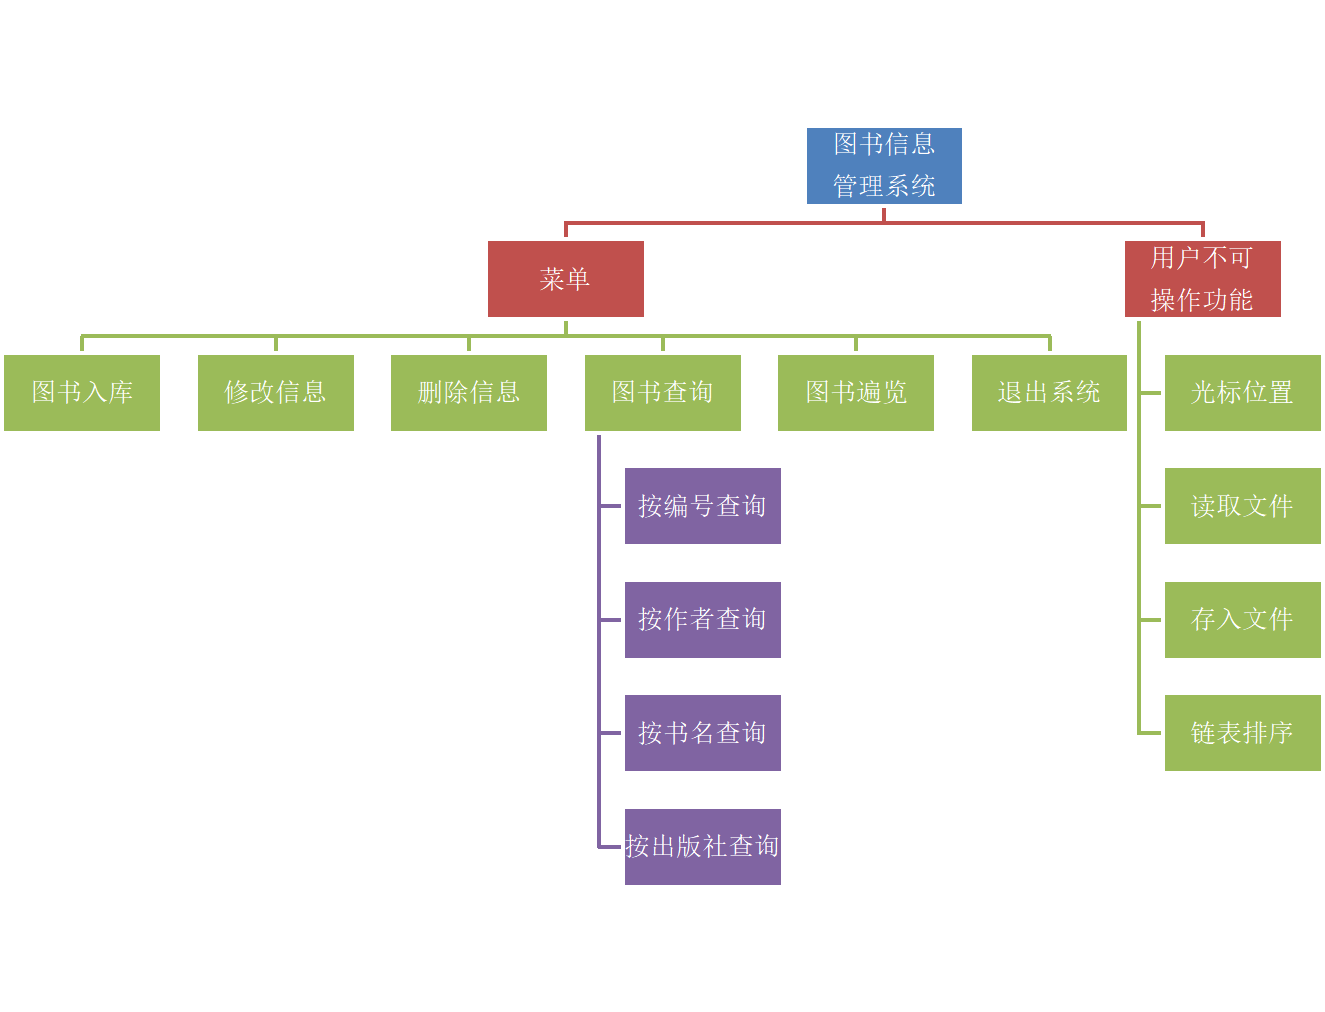 图书信息
管理系统
菜单
用户不可
操作功能
图书入库
修改信息
删除信息
图书查询
图书遍览
退出系统
光标位置
按编号查询
读取文件
按作者查询
存入文件
按书名查询
链表排序
按出版社查询